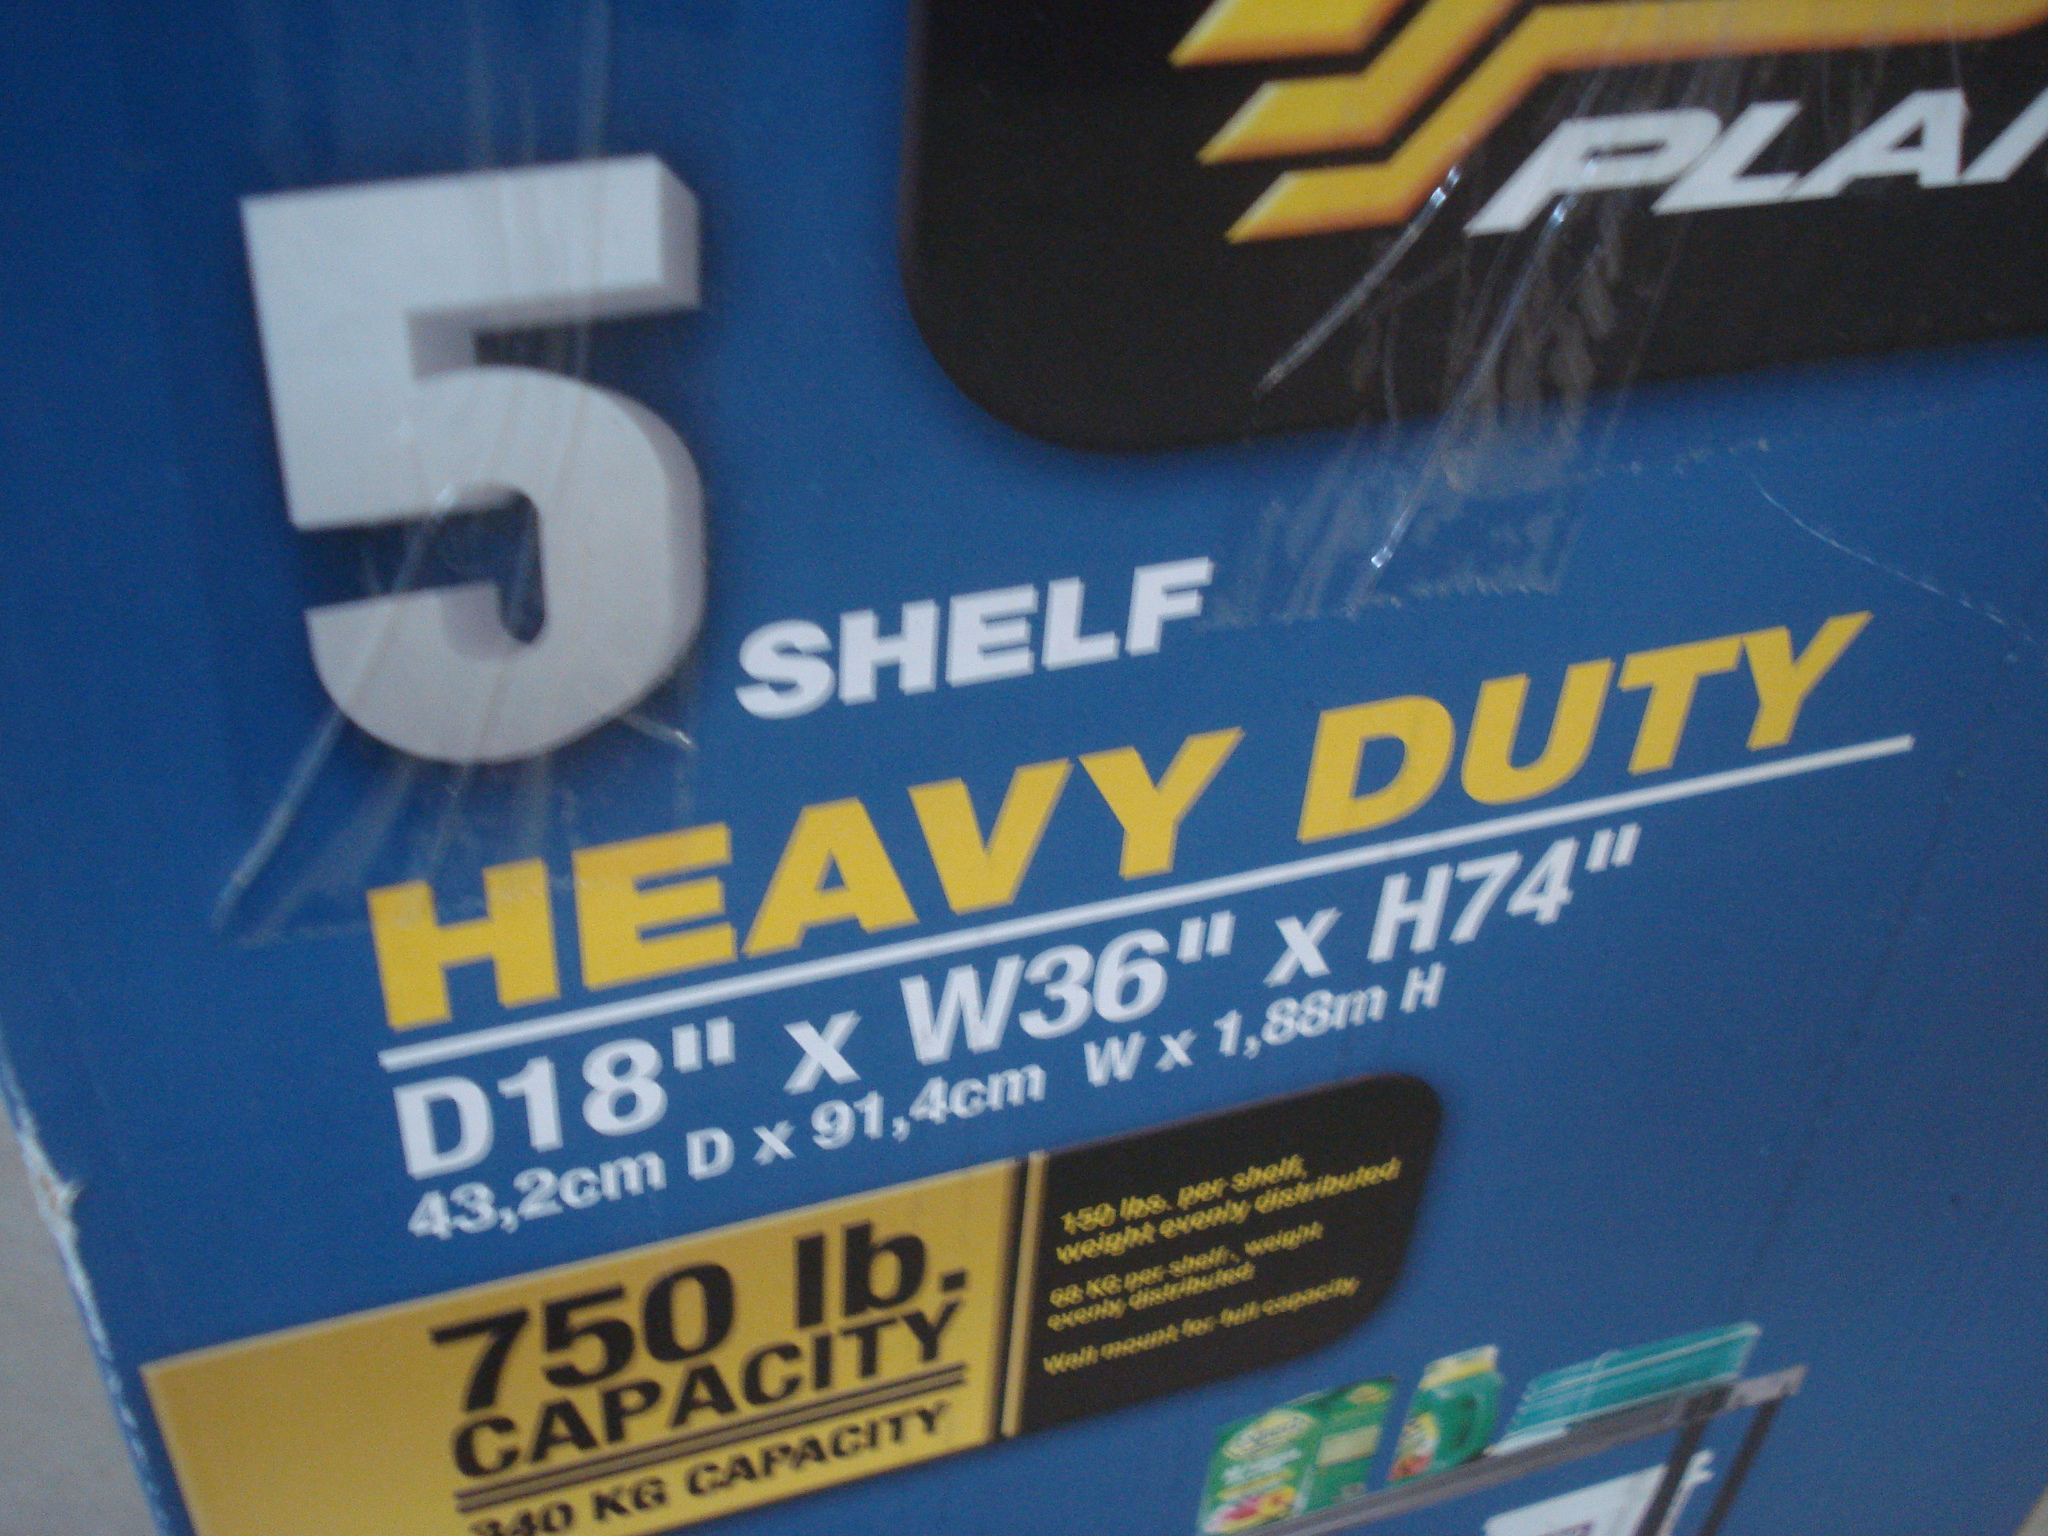 PLAN
5 SHELF
HEAVY DUTY
D18" x W36" x H74"
43,2cm D x 91,4cm W x 1,88m H
750 lb.
CAPACITY
340 KG CAPACITY
150 lbs. per shelf,
weight evenly distributed
68 KG per shelf, weight
evenly distributed
Wall mount for full capacity